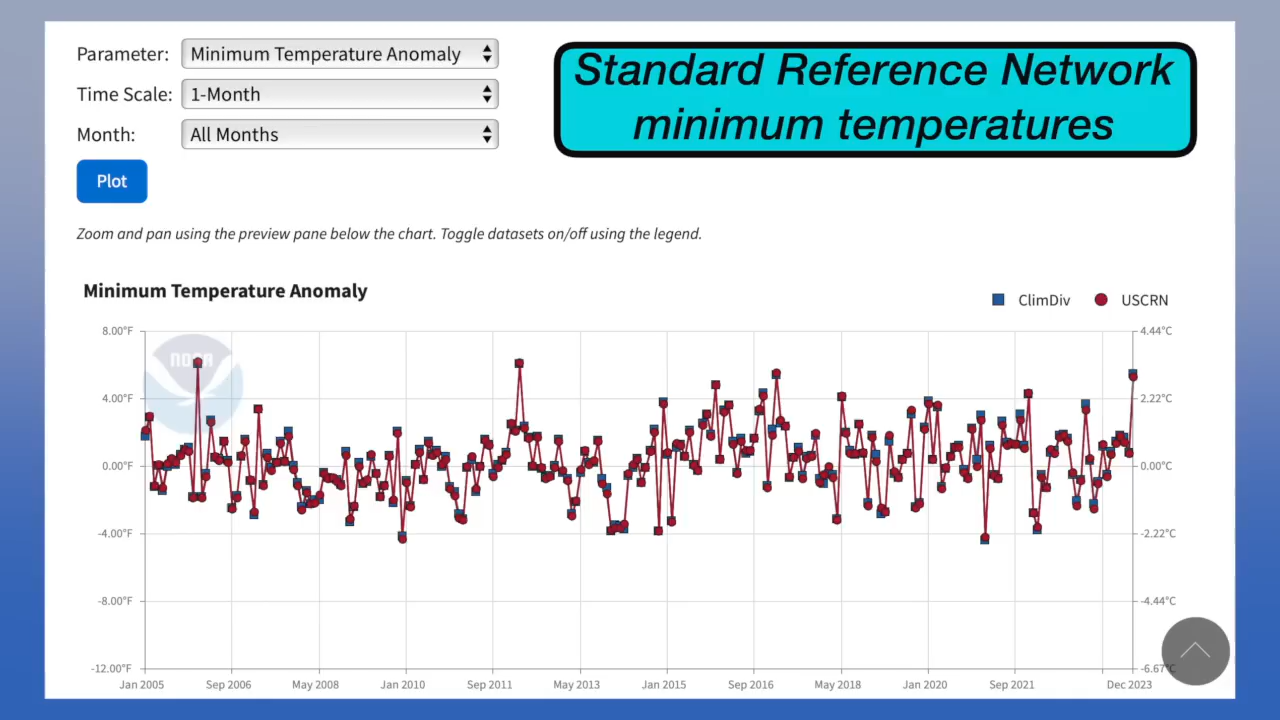 Parameter: Minimum Temperature Anomaly
Standard Reference Network
minimum temperatures
Time Scale: 1-Month
Month: All Months
Plot
Zoom and pan using the preview pane below the chart. Toggle datasets on/off using the legend.
Minimum Temperature Anomaly
ClimDiv USCRN
8.00°F 4.44°C
NOAA
4.00°F 2.22°C
0.00°F 0.00°C
-4.00°F -2.22°C
-8.00°F -4.44°C
-12.00°F -6.67°C
Jan 2005 Sep 2006 May 2008 Jan 2010 Sep 2011 May 2013 Jan 2015 Sep 2016 May 2018 Jan 2020 Sep 2021 Dec 2023